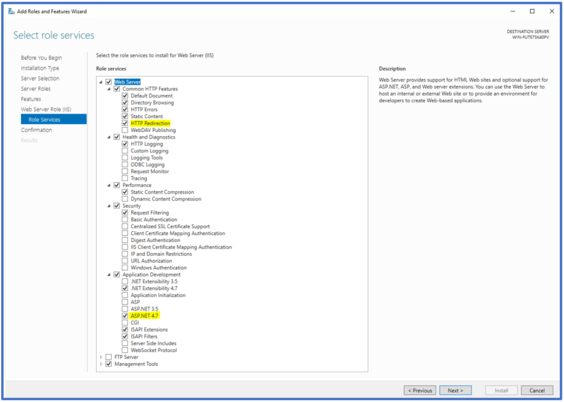 Add Roles and Features Wizard
Select role services
DESTINATION SERVER
Before You Begin
Installation Type
Server Selection
Server Roles
Features
Web Server Role (IIS)
Role Services
Confirmation
Results
Select the role services to install for Web Server (IIS)
Role services
Web Server
Common HTTP Features
Default Document
Directory Browsing
HTTP Errors
Static Content
HTTP Redirection
WebDAV Publishing
Health and Diagnostics
HTTP Logging
Custom Logging
Logging Tools
ODBC Logging
Request Monitor
Tracing
Performance
Static Content Compression
Dynamic Content Compression
Security
Request Filtering
Basic Authentication
Centralized SSL Certificate Support
Client Certificate Mapping Authentication
Digest Authentication
IIS Client Certificate Mapping Authentication
IP and Domain Restrictions
URL Authorization
Windows Authentication
Application Development
.NET Extensibility 3.5
.NET Extensibility 4.7
Application Initialization
ASP
ASP.NET 3.5
ASP.NET 4.7
CGI
ISAPI Extensions
ISAPI Filters
Server Side Includes
WebSocket Protocol
FTP Server
Management Tools
Description
Web Server provides support for HTML Web sites and optional support for
ASP.NET, ASP, and Web server extensions. You can use the Web Server to
host an internal or external Web site or to provide an environment for
developers to create Web-based applications.
< Previous
Next >
Install
Cancel